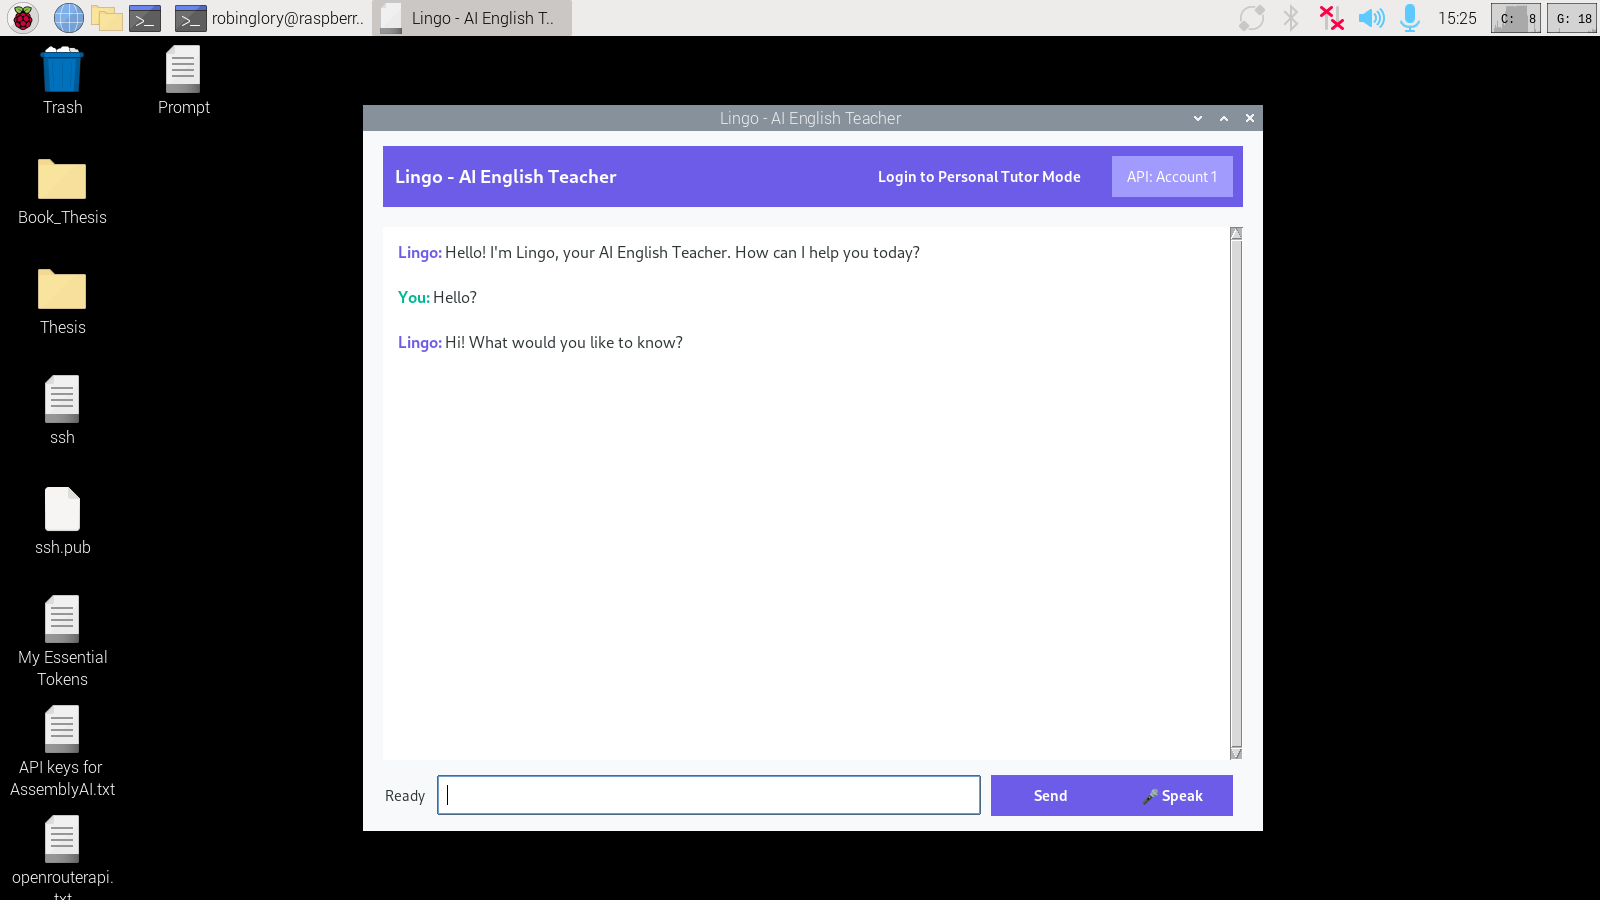 robinglory@raspberr..
Lingo - AI English T..
15:25
C: 8
G: 18
Trash
Prompt
Book_Thesis
Thesis
ssh
ssh.pub
My Essential
Tokens
API keys for
AssemblyAI.txt
openrouterapi.
txt
Lingo - AI English Teacher
Lingo - AI English Teacher
Login to Personal Tutor Mode
API: Account 1
Lingo: Hello! I'm Lingo, your AI English Teacher. How can I help you today?
You: Hello?
Lingo: Hi! What would you like to know?
Ready
Send
Speak